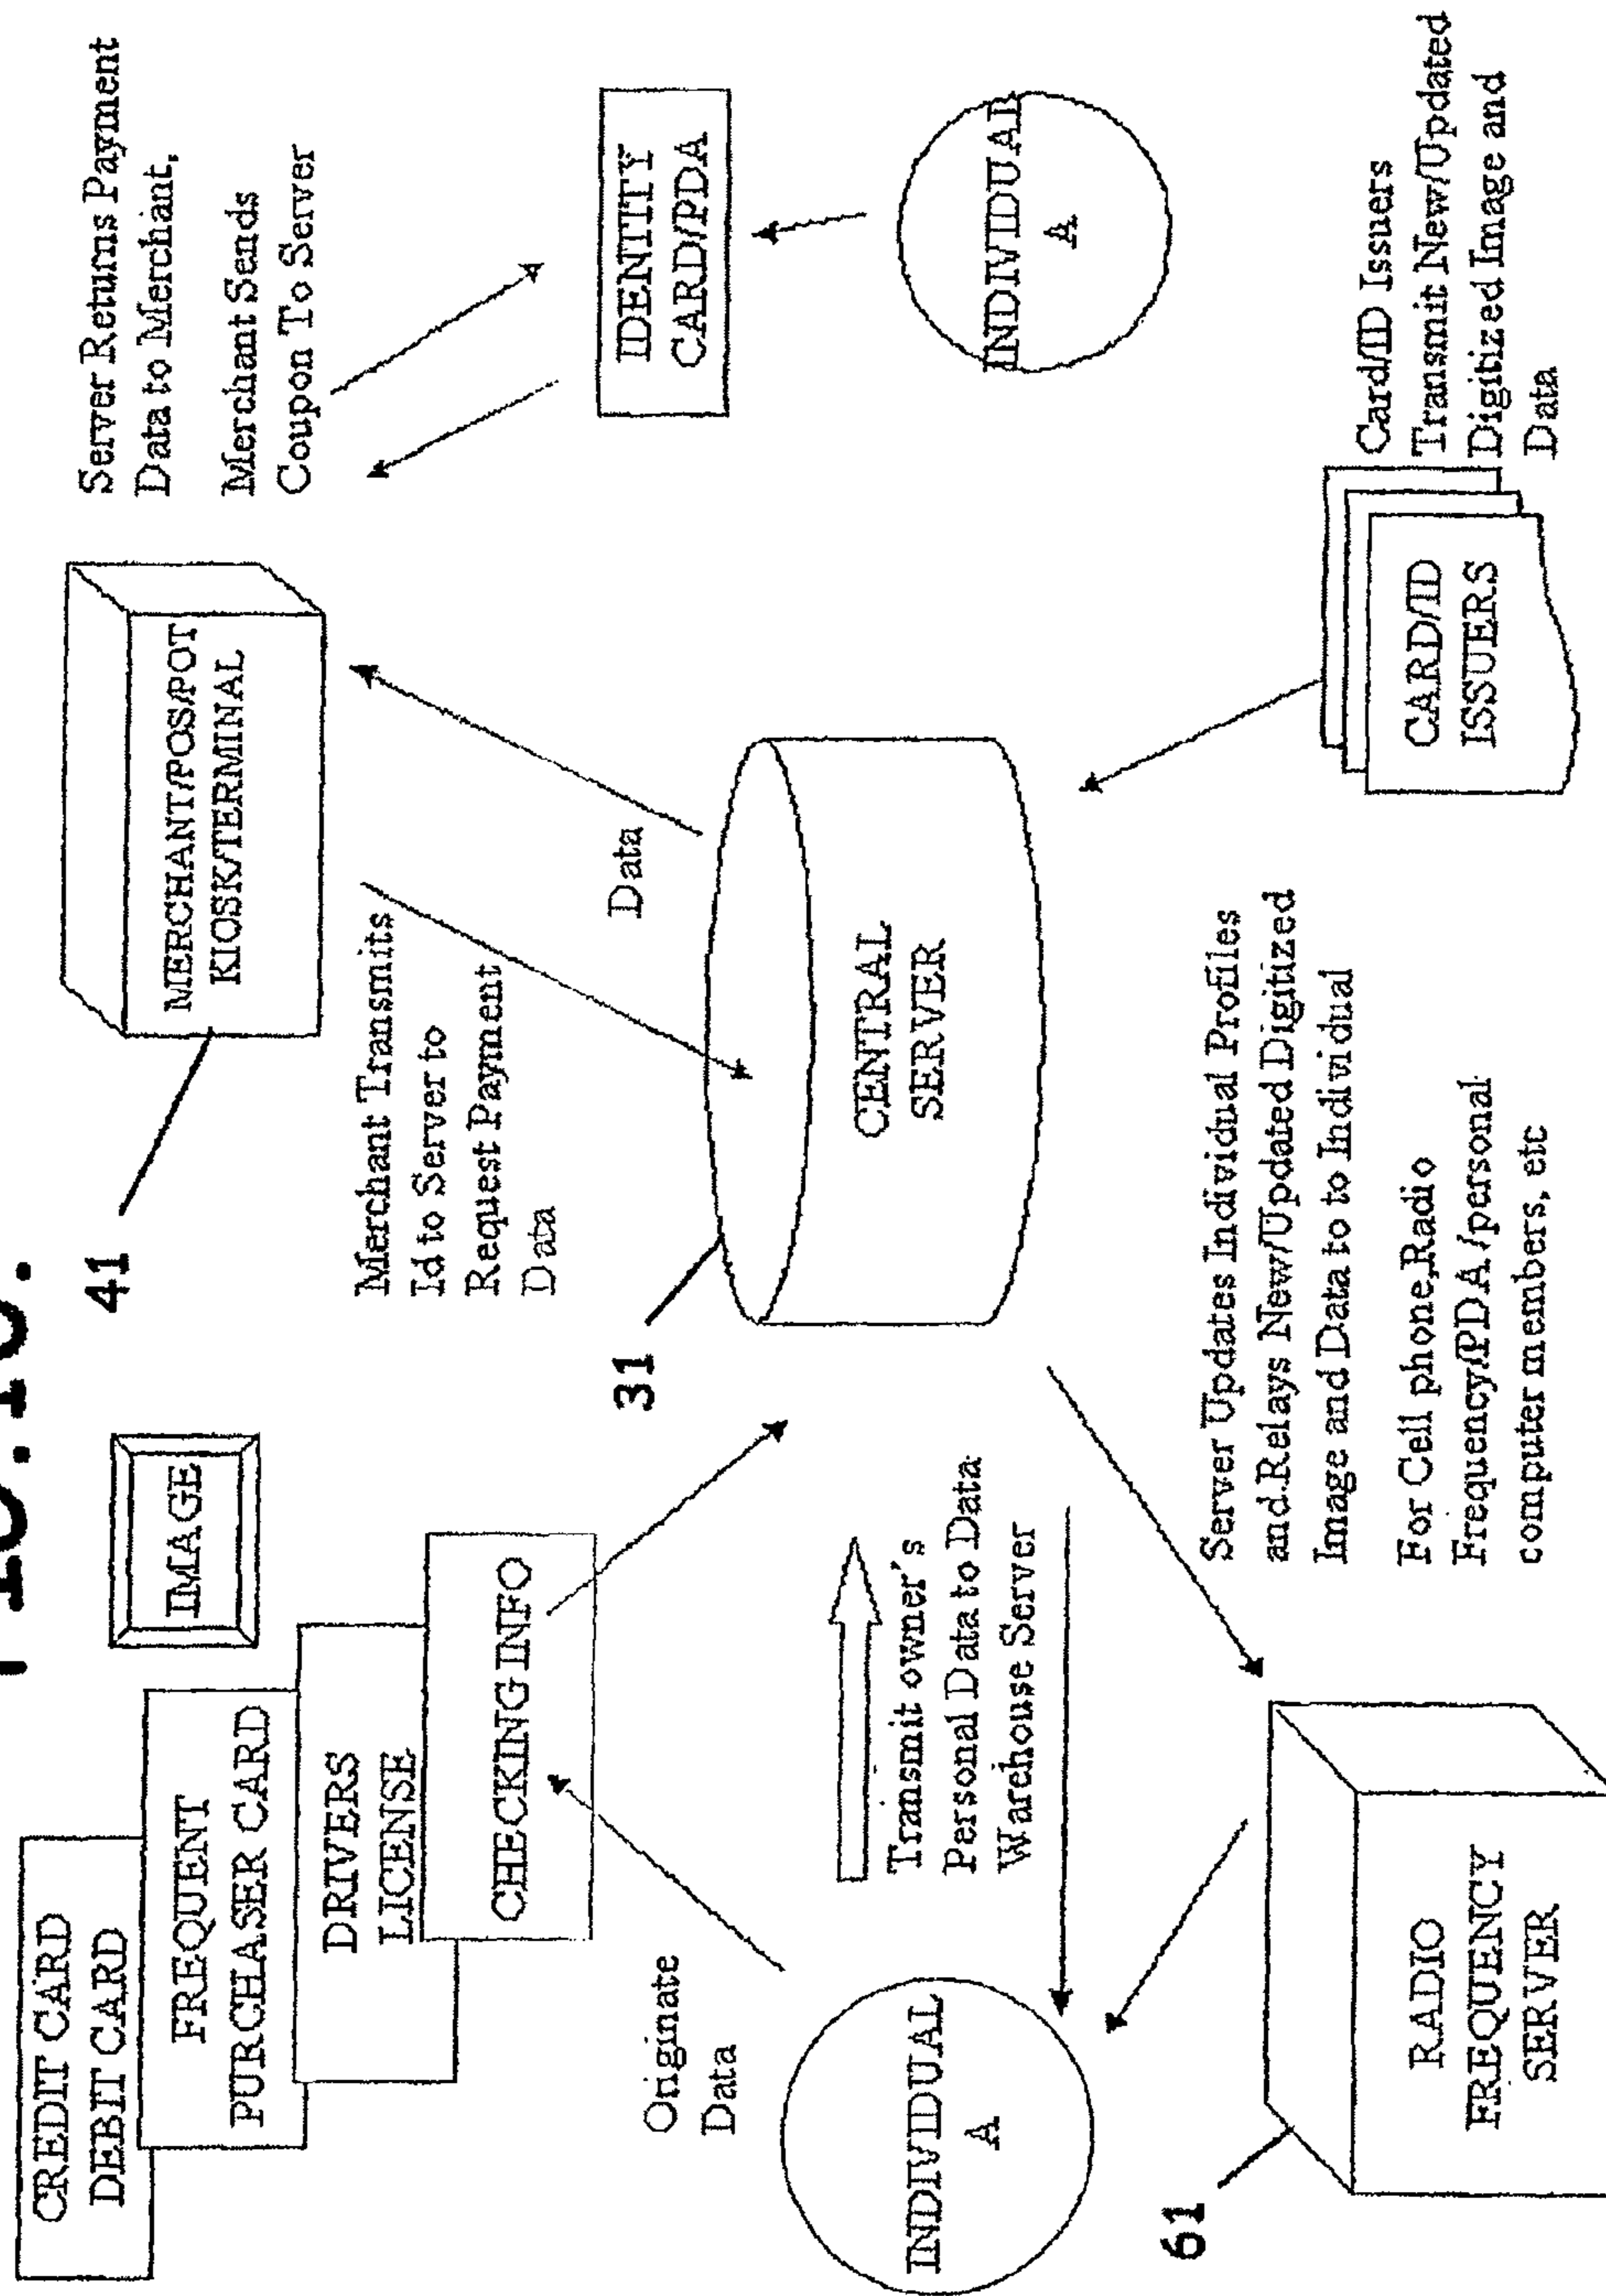 FIG.10.
CREDIT CARD
DEBIT CARD
FREQUENT
PURCHASER CARD
DRIVERS
LICENSE
CHECKING INFO
IMAGE
41
MERCHANT/POS/POT
KIOSK/TERMINAL
Server Returns Payment
Data to Merchant,
Merchant Sends
Coupon To Server
Merchant Transmits
Id to Server to
Request Payment
Data
Data
IDENTITY
CARD/PDA
INDIVIDUAL
A
Originate
Data
31
CENTRAL
SERVER
INDIVIDUAL
A
Transmit owner's
Personal Data to Data
Warehouse Server
61
RADIO
FREQUENCY
SERVER
Server Updates Individual Profiles
and Relays New/Updated Digitized
Image and Data to to Individual
For Cell phone,Radio
Frequency/PDA/personal
computer members, etc
CARD/ID
ISSUERS
Card/ID Issuers
Transmit New/Updated
Digitized Image and
Data